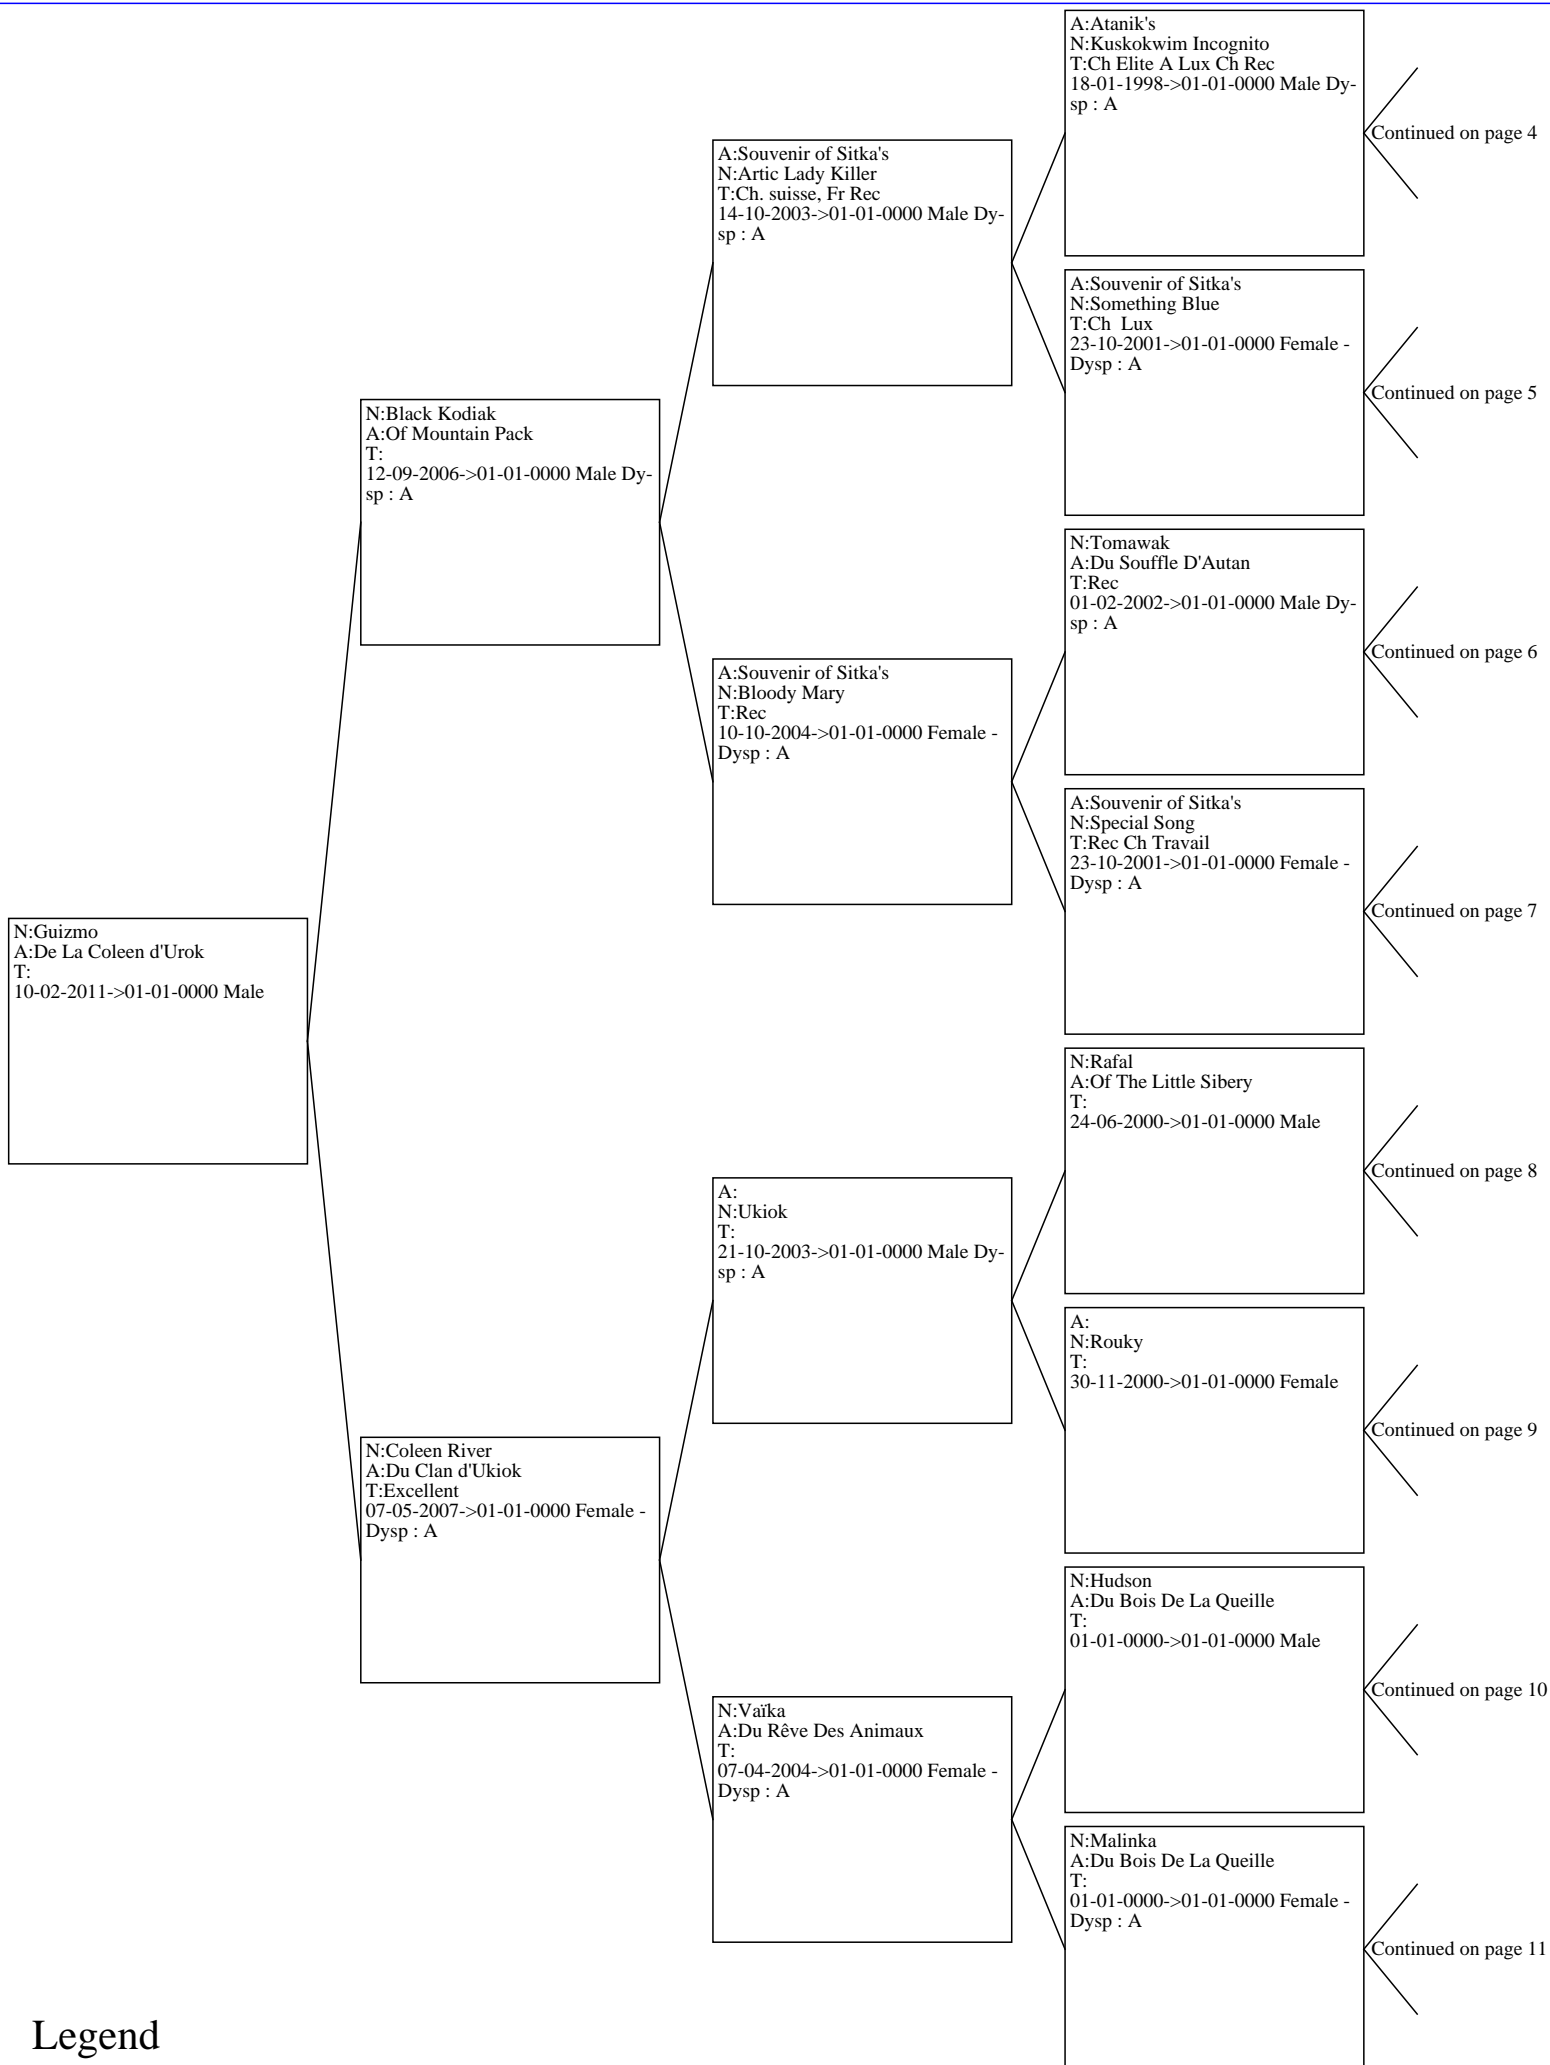 A:Atanik's
N:Kuskokwim Incognito
T:Ch Elite A Lux Ch Rec
18-01-1998->01-01-0000 Male Dy-
sp : A
Continued on page 4
A:Souvenir of Sitka's
N:Artic Lady Killer
T:Ch. suisse, Fr Rec
14-10-2003->01-01-0000 Male Dy-
sp : A
A:Souvenir of Sitka's
N:Something Blue
T:Ch  Lux
23-10-2001->01-01-0000 Female -
Dysp : A
Continued on page 5
N:Black Kodiak
A:Of Mountain Pack
T:
12-09-2006->01-01-0000 Male Dy-
sp : A
N:Tomawak
A:Du Souffle D'Autan
T:Rec
01-02-2002->01-01-0000 Male Dy-
sp : A
Continued on page 6
A:Souvenir of Sitka's
N:Bloody Mary
T:Rec
10-10-2004->01-01-0000 Female -
Dysp : A
A:Souvenir of Sitka's
N:Special Song
T:Rec Ch Travail
23-10-2001->01-01-0000 Female -
Dysp : A
Continued on page 7
N:Guizmo
A:De La Coleen d'Urok
T:
10-02-2011->01-01-0000 Male
N:Rafal
A:Of The Little Sibery
T:
24-06-2000->01-01-0000 Male
Continued on page 8
A:
N:Ukiok
T:
21-10-2003->01-01-0000 Male Dy-
sp : A
A:
N:Rouky
T:
30-11-2000->01-01-0000 Female
Continued on page 9
N:Coleen River
A:Du Clan d'Ukiok
T:Excellent
07-05-2007->01-01-0000 Female -
Dysp : A
N:Hudson
A:Du Bois De La Queille
T:
01-01-0000->01-01-0000 Male
Continued on page 10
N:Vaïka
A:Du Rêve Des Animaux
T:
07-04-2004->01-01-0000 Female -
Dysp : A
N:Malinka
A:Du Bois De La Queille
T:
01-01-0000->01-01-0000 Female -
Dysp : A
Continued on page 11
Legend